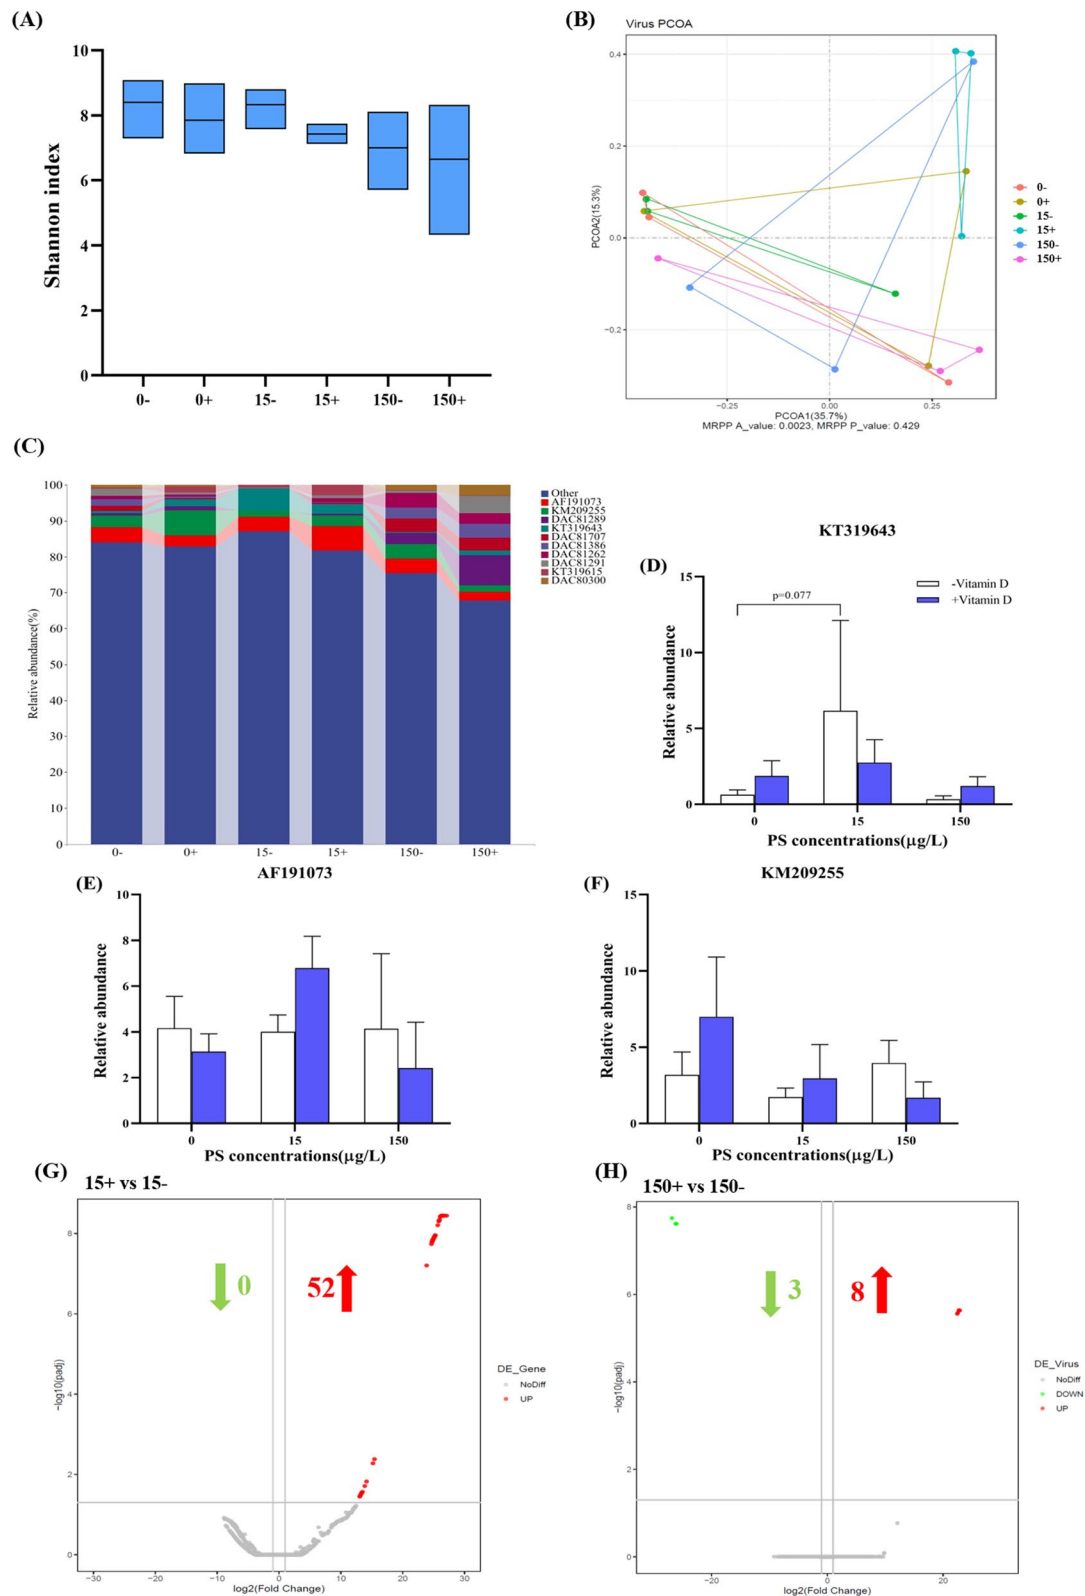 (A)
10
8
6
4
2
0
Shannon index
0-
0+
15-
15+
150-
150+
(B)
Virus PCOA
0.4
0.2
0.0
−0.2
PCOA2(15.3%)
−0.25
0.00
0.25
PCOA1(35.7%)
MRPP A_value: 0.0023, MRPP P_value: 0.429
0-
0+
15-
15+
150-
150+
(C)
100
90
80
70
60
50
40
30
20
10
0
Relative abundance(%)
0-
0+
15-
15+
150-
150+
Other
AF191073
KM209255
DAC81289
KT319643
DAC81707
DAC81386
DAC81262
DAC81291
KT319615
DAC80300
KT319643
(D)
15
10
5
0
Relative abundance
p=0.077
-Vitamin D
+Vitamin D
0
15
150
PS concentrations(μg/L)
AF191073
(E)
10
8
6
4
2
0
Relative abundance
0
15
150
PS concentrations(μg/L)
KM209255
(F)
15
10
5
0
Relative abundance
0
15
150
PS concentrations(μg/L)
(G)
15+ vs 15-
8
6
4
2
0
−log10(padj)
0
52
−30
−20
−10
0
10
20
30
log2(Fold Change)
DE_Gene
NoDiff
UP
(H)
150+ vs 150-
8
6
4
2
0
−log10(padj)
3
8
−20
0
20
log2(Fold Change)
DE_Virus
NoDiff
DOWN
UP